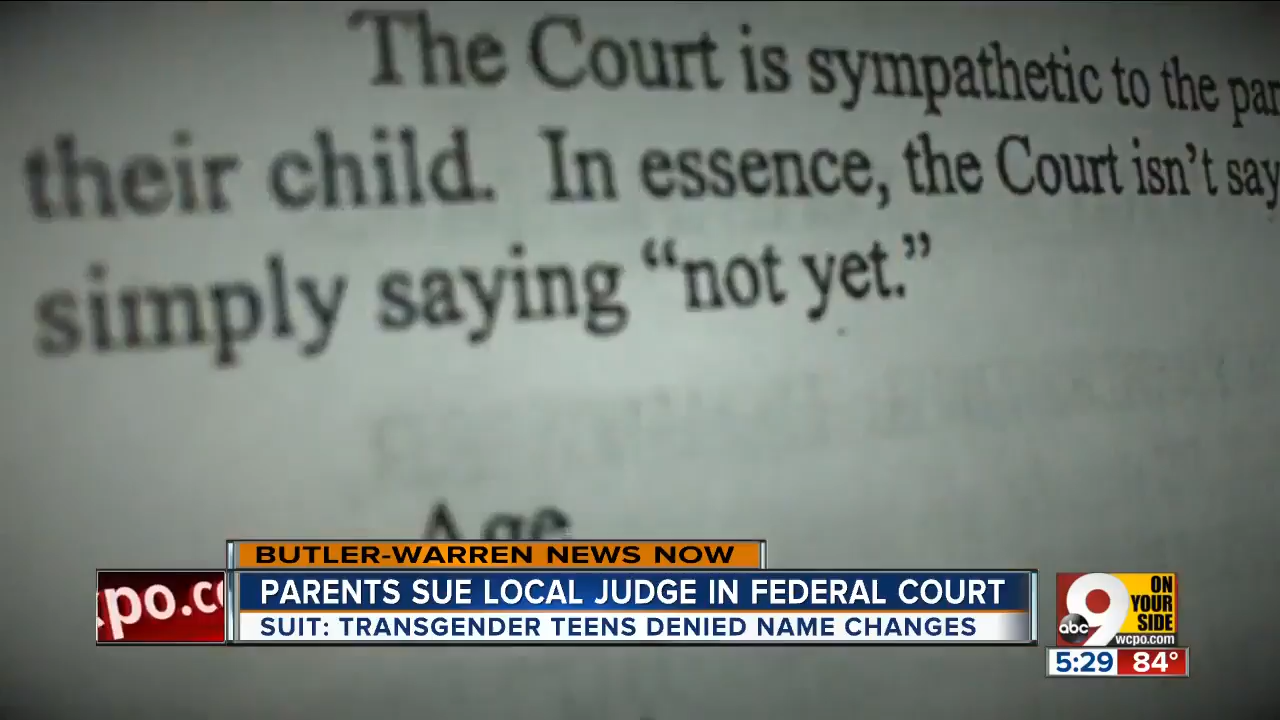 The Court is sympathetic to the par
their child. In essence, the Court isn't say
simply saying “not yet.”
Age
BUTLER-WARREN NEWS NOW
PARENTS SUE LOCAL JUDGE IN FEDERAL COURT
SUIT: TRANSGENDER TEENS DENIED NAME CHANGES
po.c
abc 9 ON YOUR SIDE
wcpo.com
5:29 84°